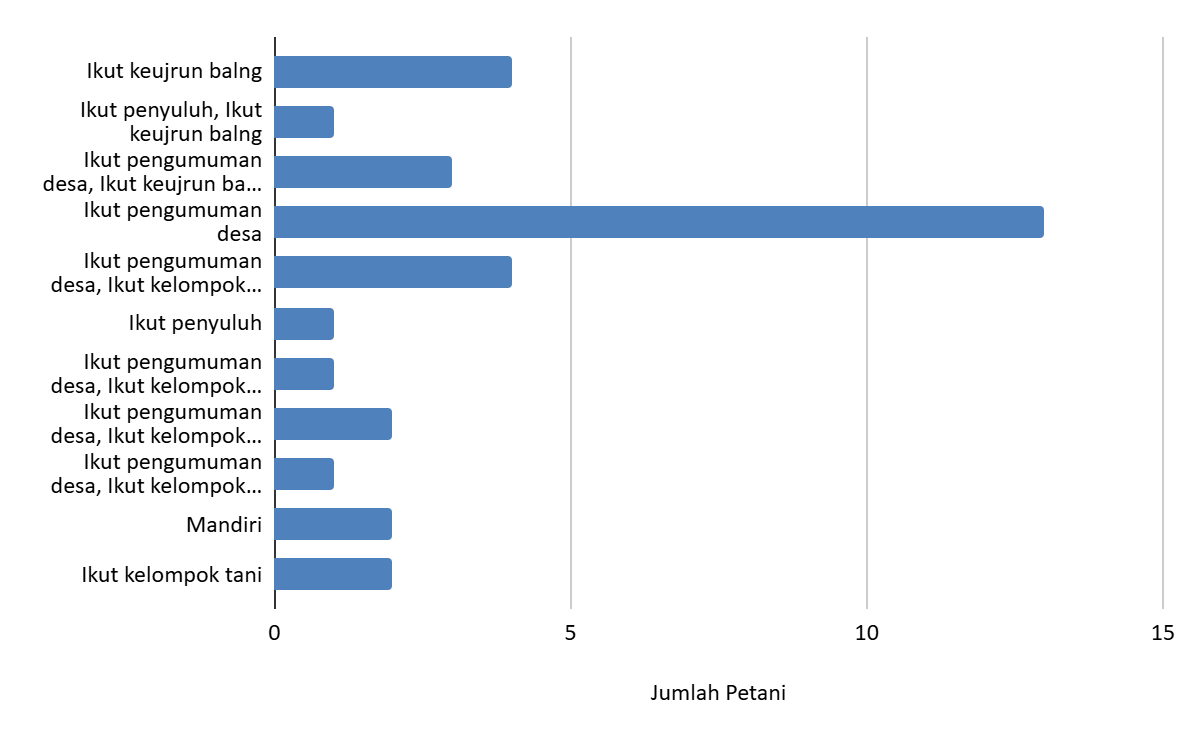 Ikut keujrun balng
Ikut penyuluh, Ikut
keujrun balng
Ikut pengumuman
desa, Ikut keujrun ba...
Ikut pengumuman
desa
Ikut pengumuman
desa, Ikut kelompok...
Ikut penyuluh
Ikut pengumuman
desa, Ikut kelompok...
Ikut pengumuman
desa, Ikut kelompok...
Ikut pengumuman
desa, Ikut kelompok...
Mandiri
Ikut kelompok tani
0 5 10 15
Jumlah Petani